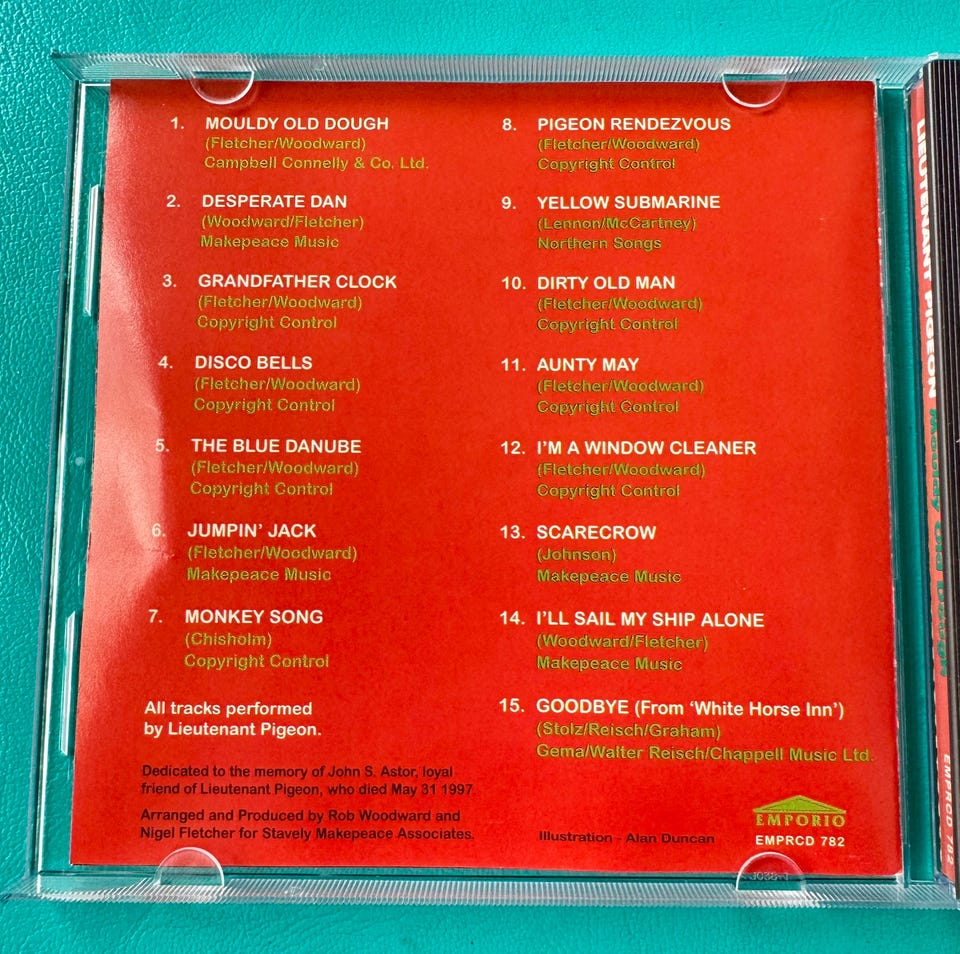 1. MOULDY OLD DOUGH
(Fletcher/Woodward)
Campbell Connelly & Co. Ltd.
2. DESPERATE DAN
(Woodward/Fletcher)
Makepeace Music
3. GRANDFATHER CLOCK
(Fletcher/Woodward)
Copyright Control
4. DISCO BELLS
(Fletcher/Woodward)
Copyright Control
5. THE BLUE DANUBE
(Fletcher/Woodward)
Copyright Control
6. JUMPIN' JACK
(Fletcher/Woodward)
Makepeace Music
7. MONKEY SONG
(Chisholm)
Copyright Control
All tracks performed
by Lieutenant Pigeon.
Dedicated to the memory of John S. Astor, loyal
friend of Lieutenant Pigeon, who died May 31 1997.
Arranged and Produced by Rob Woodward and
Nigel Fletcher for Stavely Makepeace Associates.
8. PIGEON RENDEZVOUS
(Fletcher/Woodward)
Copyright Control
9. YELLOW SUBMARINE
(Lennon/McCartney)
Northern Songs
10. DIRTY OLD MAN
(Fletcher/Woodward)
Copyright Control
11. AUNTY MAY
(Fletcher/Woodward)
Copyright Control
12. I'M A WINDOW CLEANER
(Fletcher/Woodward)
Copyright Control
13. SCARECROW
(Johnson)
Makepeace Music
14. I'LL SAIL MY SHIP ALONE
(Woodward/Fletcher)
Makepeace Music
15. GOODBYE (From 'White Horse Inn')
(Stolz/Reisch/Graham)
Gema/Walter Reisch/Chappell Music Ltd.
Illustration - Alan Duncan
EMPORIO
EMPRCD 782
LIEUTENANT PIGEON Mouldy Old Dough
EMPRCD 782